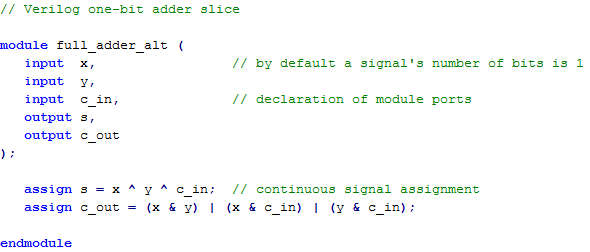 // Verilog one-bit adder slice
module full_adder_alt (
input x, // by default a signal's number of bits is 1
input y,
input c_in, // declaration of module ports
output s,
output c_out
);
assign s = x ^ y ^ c_in; // continuous signal assignment
assign c_out = (x & y) | (x & c_in) | (y & c_in);
endmodule